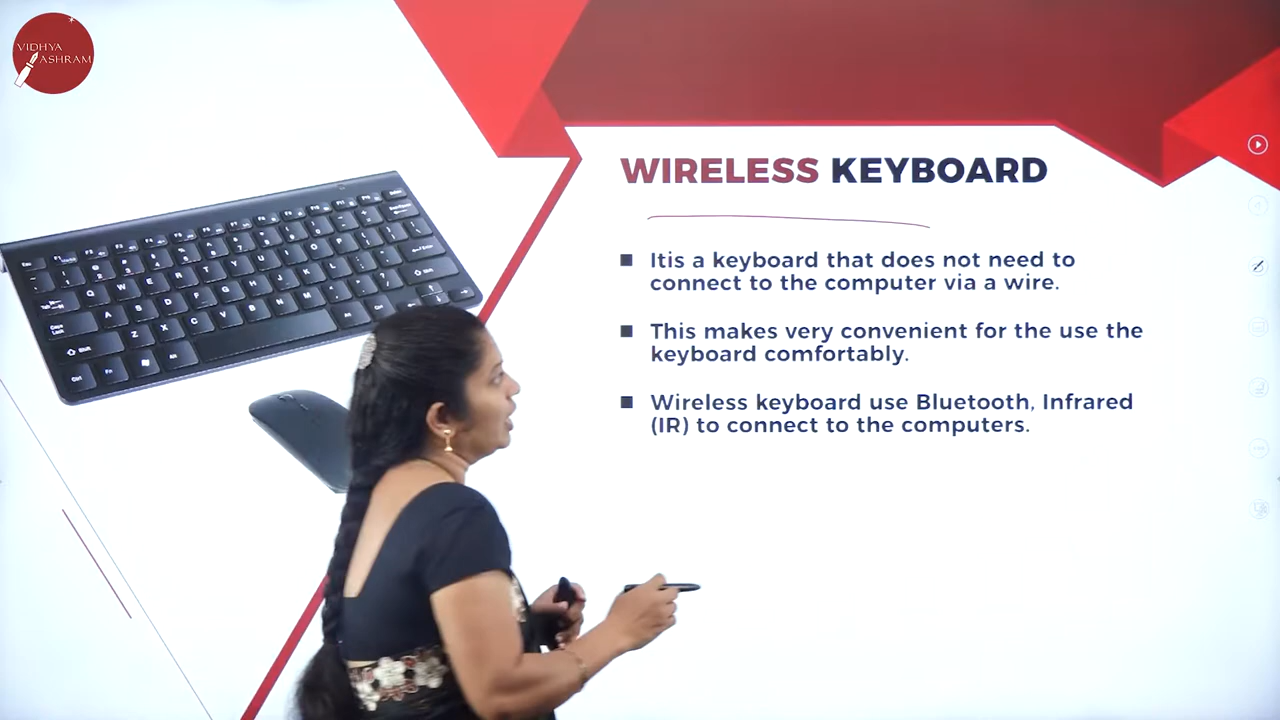 VIDHYA
ASHRAM
WIRELESS KEYBOARD
Itis a keyboard that does not need to
connect to the computer via a wire.
This makes very convenient for the use the
keyboard comfortably.
Wireless keyboard use Bluetooth, Infrared
(IR) to connect to the computers.